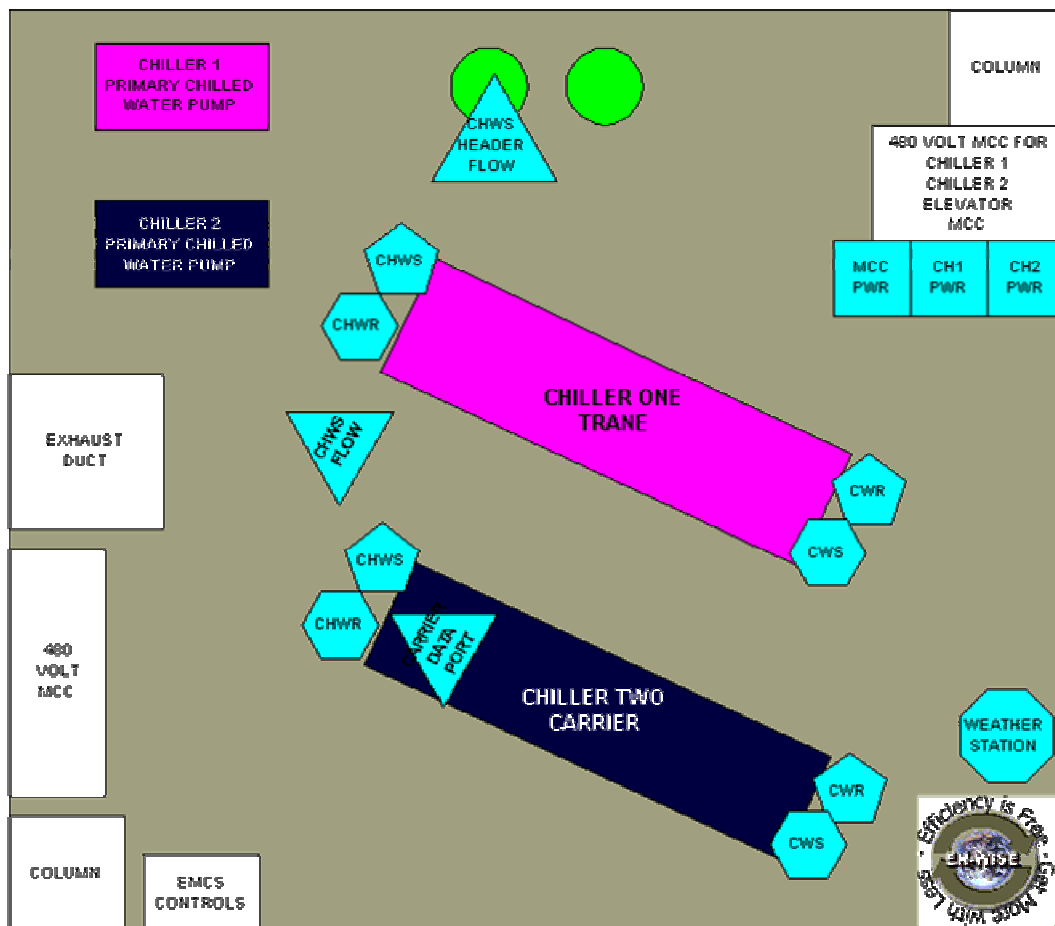 CHILLER 1
PRIMARY CHILLED
WATER PUMP
CHWS
HEADER
FLOW
COLUMN
480 VOLT MCC FOR
CHILLER 1
CHILLER 2
ELEVATOR
MCC
CHILLER 2
PRIMARY CHILLED
WATER PUMP
CHWS
MCC
PWR
CH1
PWR
CH2
PWR
CHWR
CHILLER ONE
TRANE
EXHAUST
DUCT
CHWS
FLOW
CWR
CWS
CHWS
CHWR
CARRIER
DATA
PORT
480
VOLT
MCC
CHILLER TWO
CARRIER
WEATHER
STATION
CWR
CWS
COLUMN
EMCS
CONTROLS
- Efficiency is Free - Get More with Less